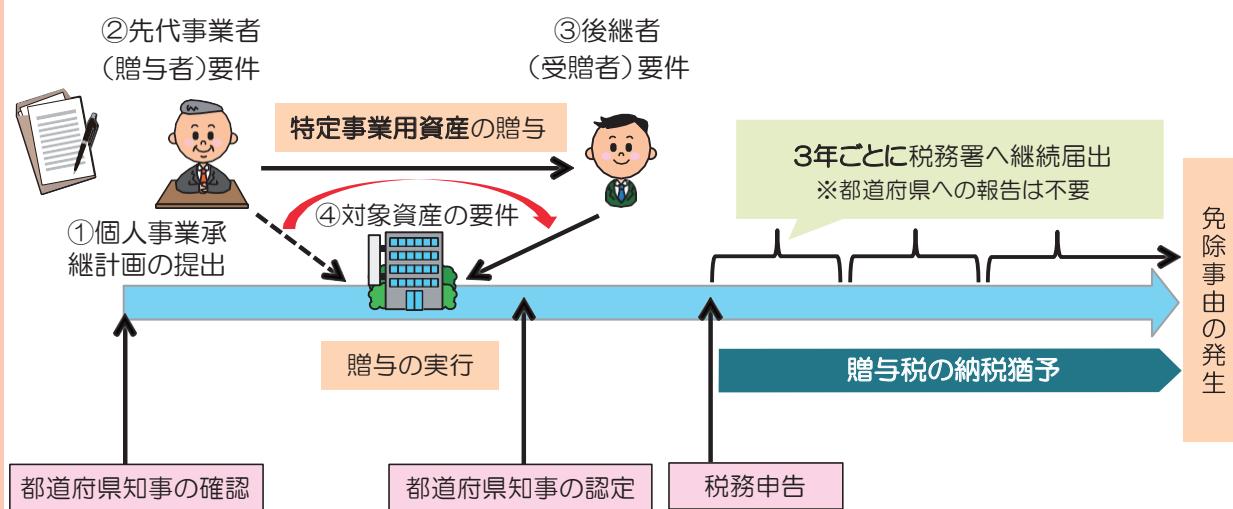 ②先代事業者
（贈与者）要件
③後継者
（受贈者）要件
特定事業用資産の贈与
3年ごとに税務署へ継続届出
※都道府県への報告は不要
④対象資産の要件
①個人事業承
継計画の提出
免除事由の発生
贈与の実行
贈与税の納税猶予
都道府県知事の確認
都道府県知事の認定
税務申告